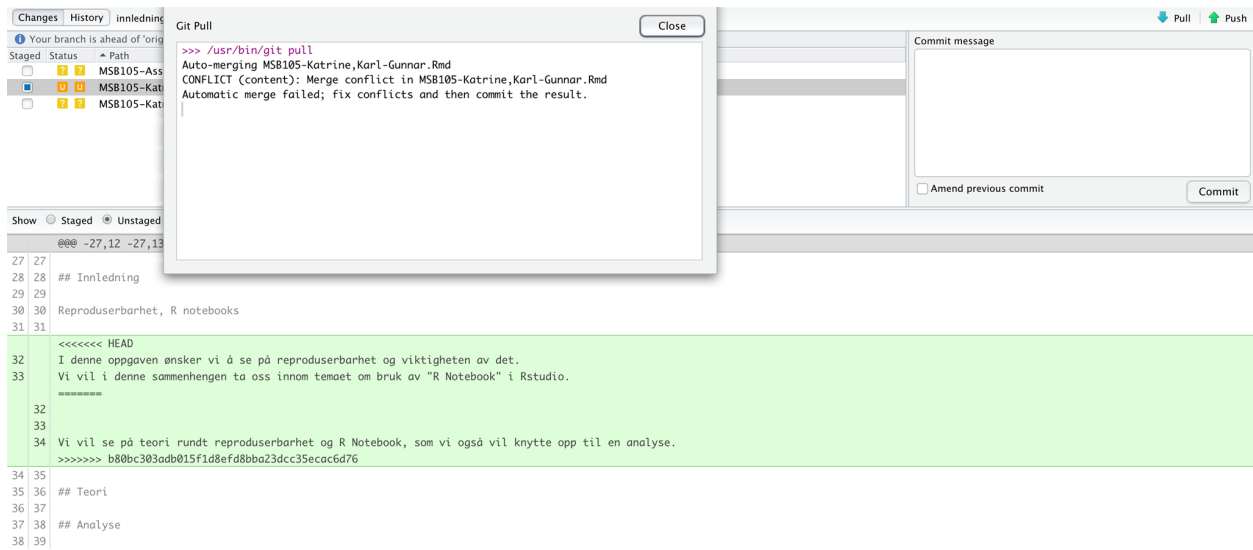 Changes History innledning
Pull Push
Git Pull
Close
Your branch is ahead of 'orig
Staged Status Path
? ? MSB105-Ass
U U MSB105-Kat
? ? MSB105-Kat
>>> /usr/bin/git pull
Auto-merging MSB105-Katrine,Karl-Gunnar.Rmd
CONFLICT (content): Merge conflict in MSB105-Katrine,Karl-Gunnar.Rmd
Automatic merge failed; fix conflicts and then commit the result.
Commit message
Amend previous commit
Commit
Show Staged Unstaged
@@@ -27,12 -27,13
27 27
28 28 ## Innledning
29 29
30 30 Reproduserbarhet, R notebooks
31 31
<<<<<<< HEAD
32 I denne oppgaven ønsker vi å se på reproduserbarhet og viktigheten av det.
33 Vi vil i denne sammenhengen ta oss innom temaet om bruk av "R Notebook" i Rstudio.
=======
32
33
34 Vi vil se på teori rundt reproduserbarhet og R Notebook, som vi også vil knytte opp til en analyse.
>>>>>>> b80bc303adb015f1d8efd8bba23dcc35ecac6d76
34 35
35 36 ## Teori
36 37
37 38 ## Analyse
38 39